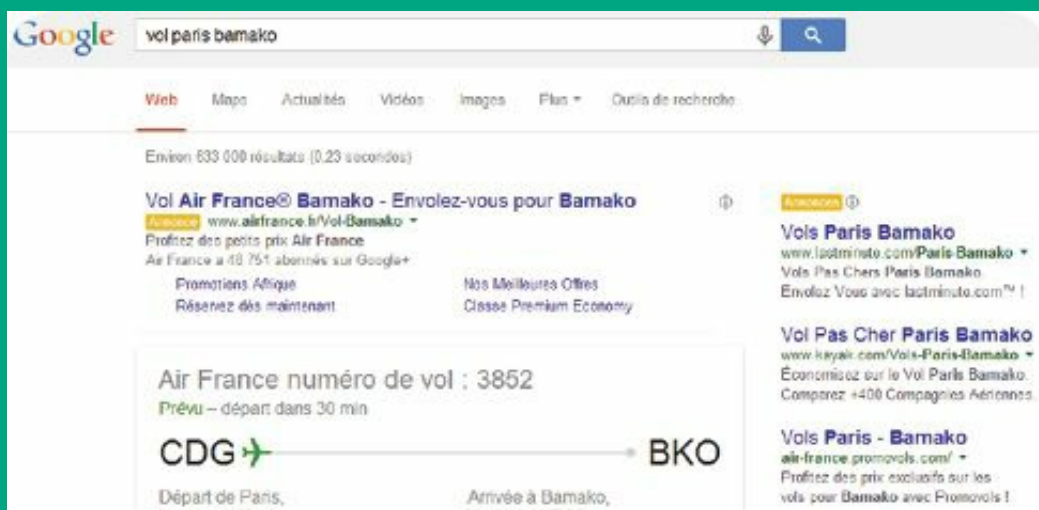 Google
vol paris bamako
Web Maps Actualités Vidéos Images Plus Outils de recherche
Environ 633 000 résultats (0,23 secondes)
Vol Air France® Bamako - Envolez-vous pour Bamako
Annonce www.airfrance.fr/Vol-Bamako
Profitez des petits prix Air France
Air France a 48 751 abonnés sur Google+
Promotions Afrique Nos Meilleures Offres
Réservez dès maintenant Classe Premium Economy
Air France numéro de vol : 3852
Prévu – départ dans 30 min
CDG BKO
Départ de Paris, Arrivée à Bamako,
Annonces
Vols Paris Bamako
www.lastminute.com/Paris-Bamako
Vols Pas Chers Paris Bamako.
Envolez Vous avec lastminute.com™ !
Vol Pas Cher Paris Bamako
www.kayak.com/Vols-Paris-Bamako
Économisez sur le Vol Paris Bamako.
Comparez +400 Compagnies Aériennes.
Vols Paris - Bamako
air-france.promovols.com/
Profitez des prix exclusifs sur les
vols pour Bamako avec Promovols !